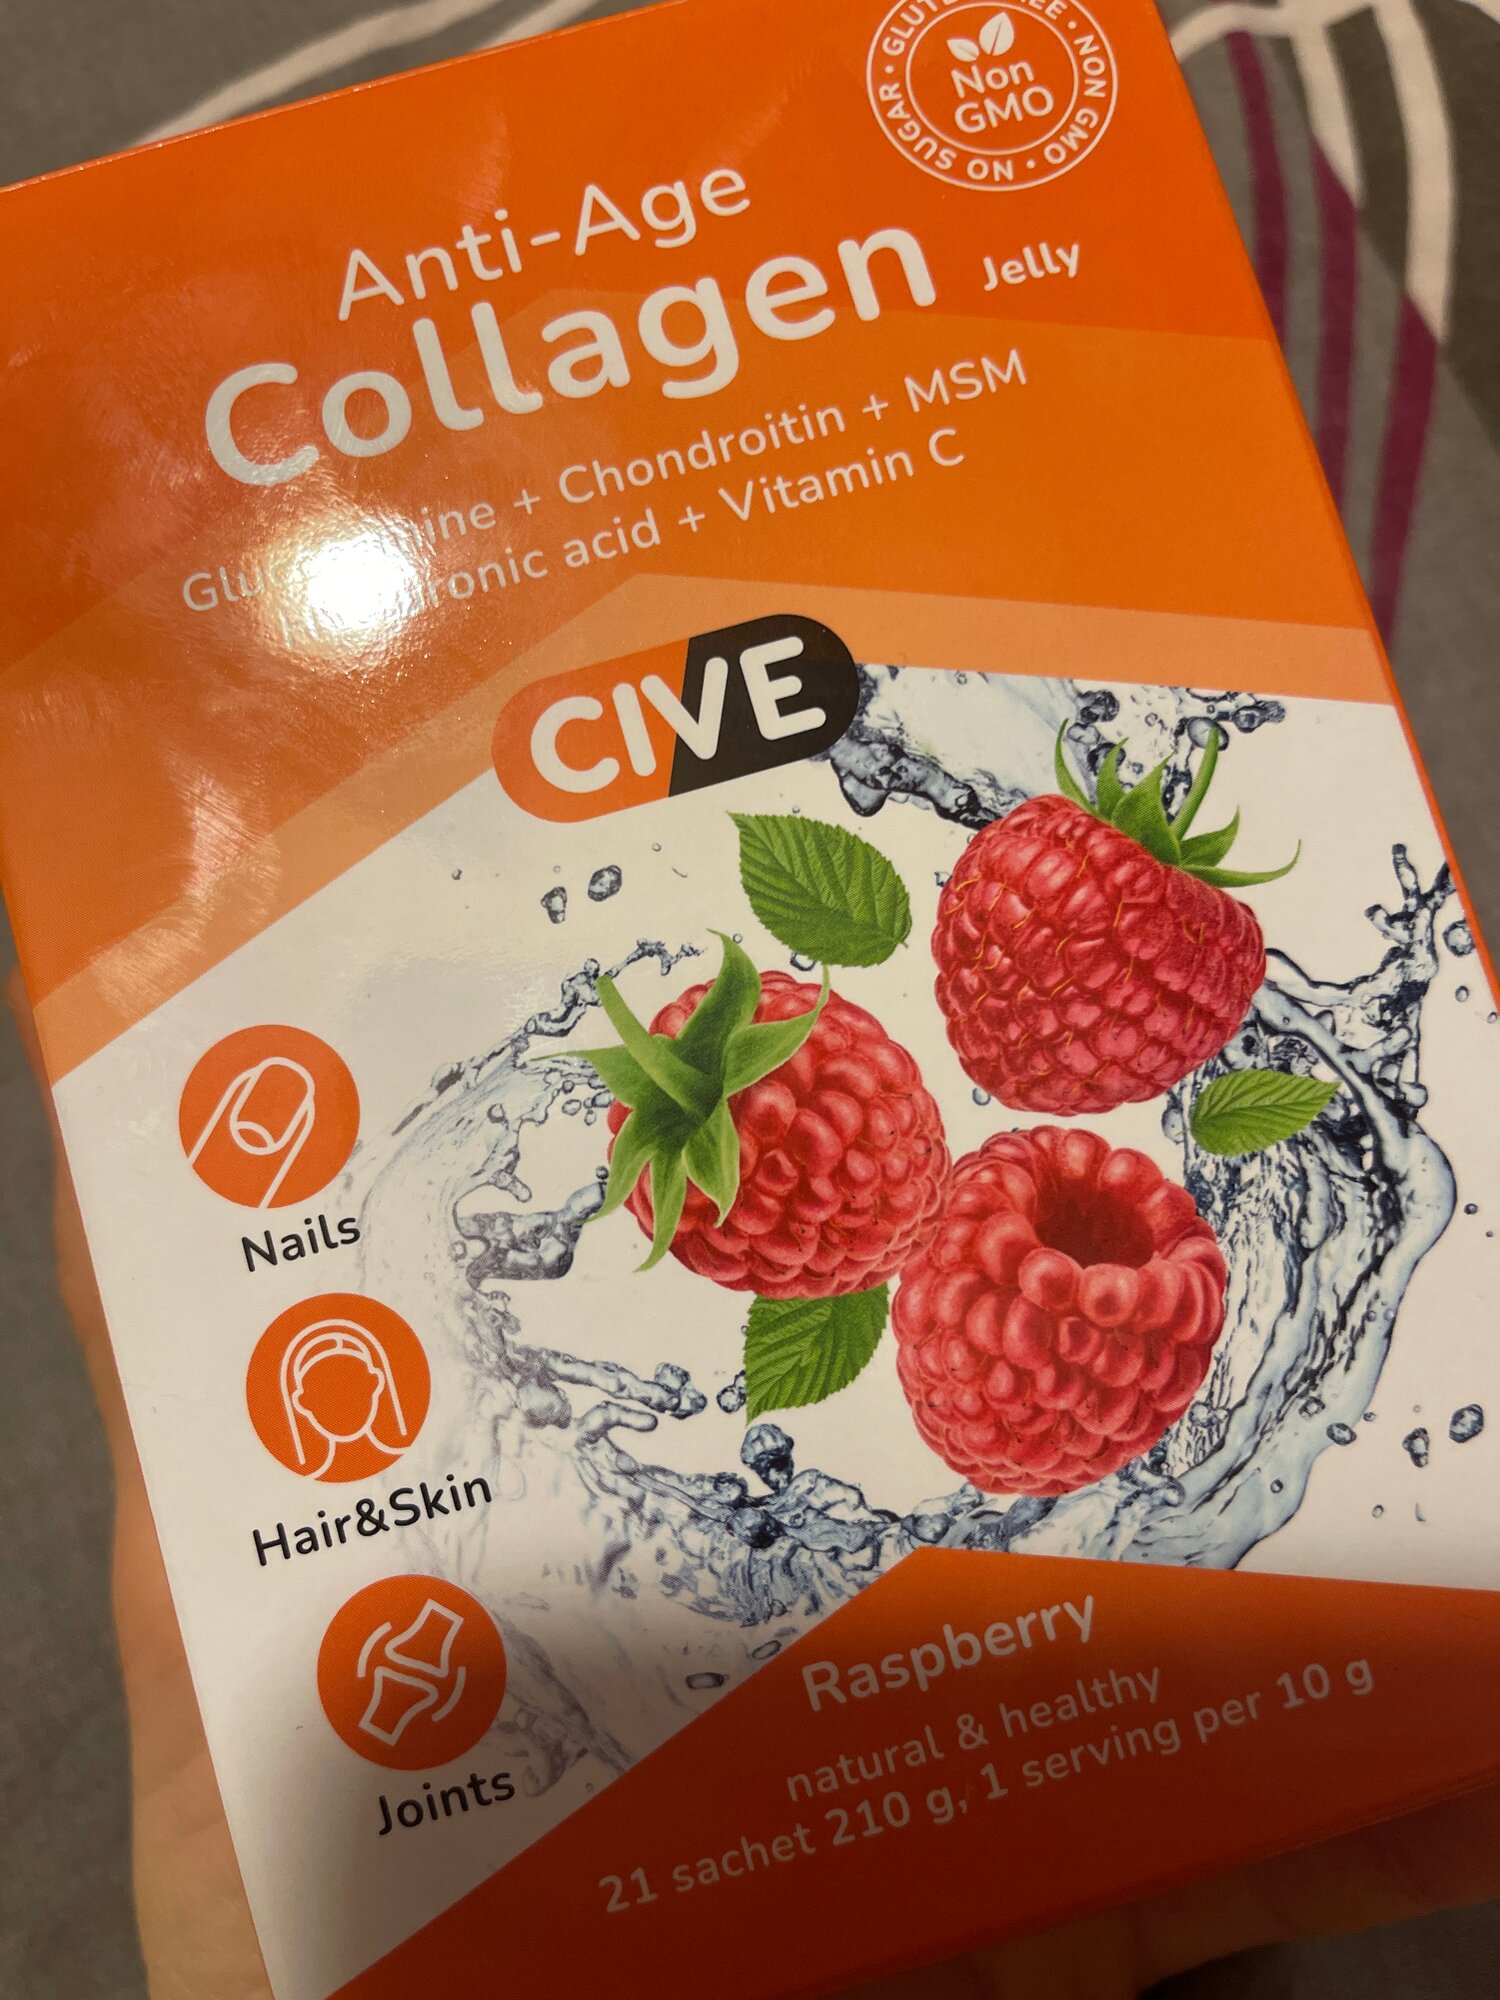 NO SUGAR • GLUTEN FREE • NON GMO •
Non
GMO
Anti-Age
Collagen Jelly
+ Chondroitin + MSM
acid + Vitamin C
CIVE
Nails
Hair&Skin
Joints
Raspberry
natural & healthy
21 sachet 210 g, 1 serving per 10 g